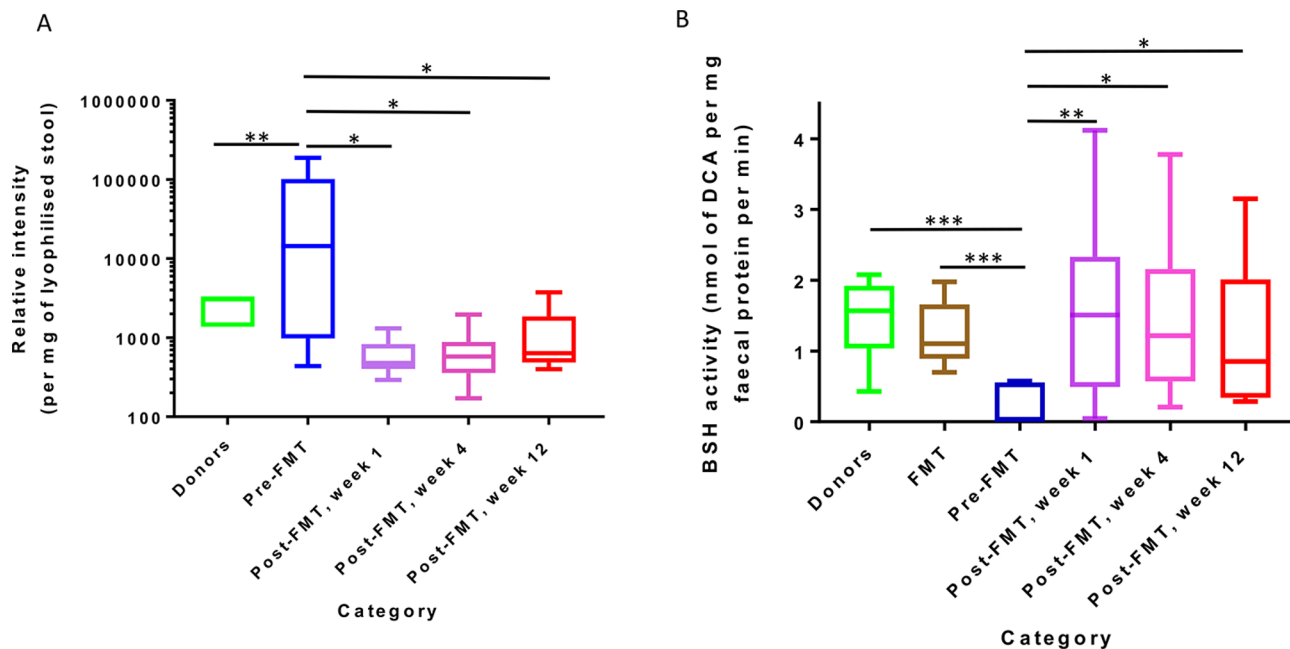 A
Relative intensity
(per mg of lyophilised stool)
*
*
** *
1000000
100000
10000
1000
100
Donors
Pre-FMT
Post-FMT, week 1
Post-FMT, week 4
Post-FMT, week 12
Category
B
BSH activity (nmol of DCA per mg
faecal protein per min)
*
*
**
***
***
4
3
2
1
0
Donors
FMT
Pre-FMT
Post-FMT, week 1
Post-FMT, week 4
Post-FMT, week 12
Category